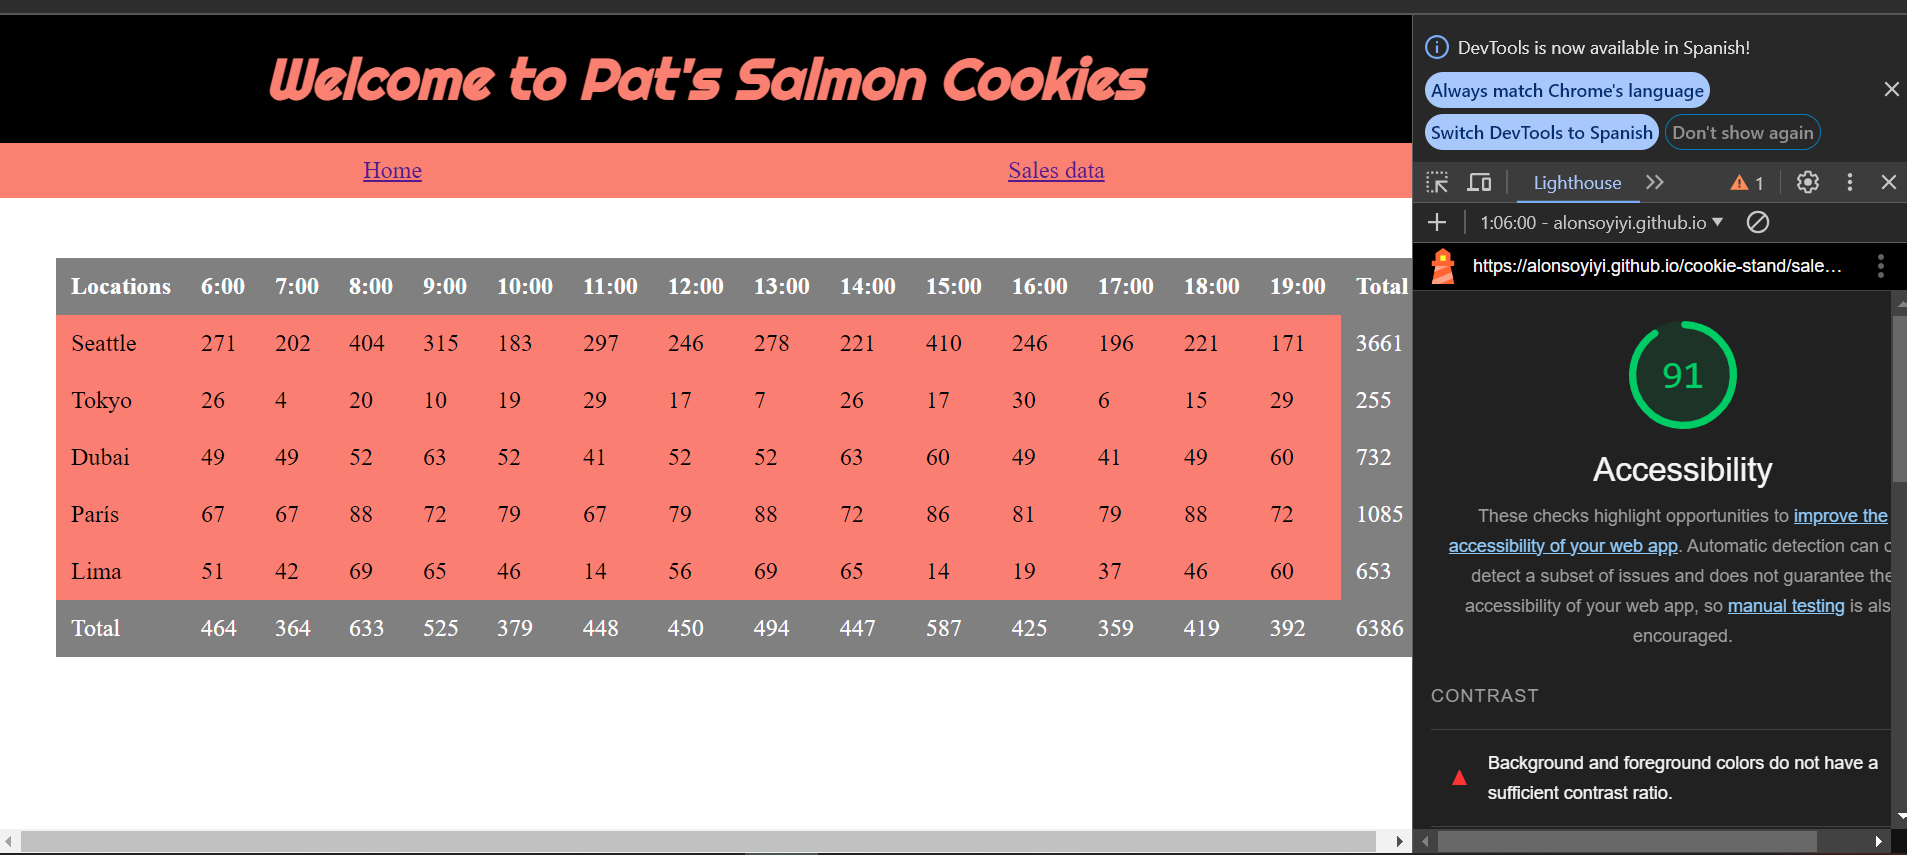 Welcome to Pat's Salmon Cookies
Home Sales data
Locations 6:00 7:00 8:00 9:00 10:00 11:00 12:00 13:00 14:00 15:00 16:00 17:00 18:00 19:00 Total
Seattle 271 202 404 315 183 297 246 278 221 410 246 196 221 171 3661
Tokyo 26 4 20 10 19 29 17 7 26 17 30 6 15 29 255
Dubai 49 49 52 63 52 41 52 52 63 60 49 41 49 60 732
París 67 67 88 72 79 67 79 88 72 86 81 79 88 72 1085
Lima 51 42 69 65 46 14 56 69 65 14 19 37 46 60 653
Total 464 364 633 525 379 448 450 494 447 587 425 359 419 392 6386
DevTools is now available in Spanish!
Always match Chrome's language
Switch DevTools to Spanish Don't show again
Lighthouse 1
1:06:00 - alonsoyiyi.github.io
https://alonsoyiyi.github.io/cookie-stand/sale…
91
Accessibility
These checks highlight opportunities to improve the
accessibility of your web app. Automatic detection can
detect a subset of issues and does not guarantee the
accessibility of your web app, so manual testing is als
encouraged.
CONTRAST
Background and foreground colors do not have a
sufficient contrast ratio.